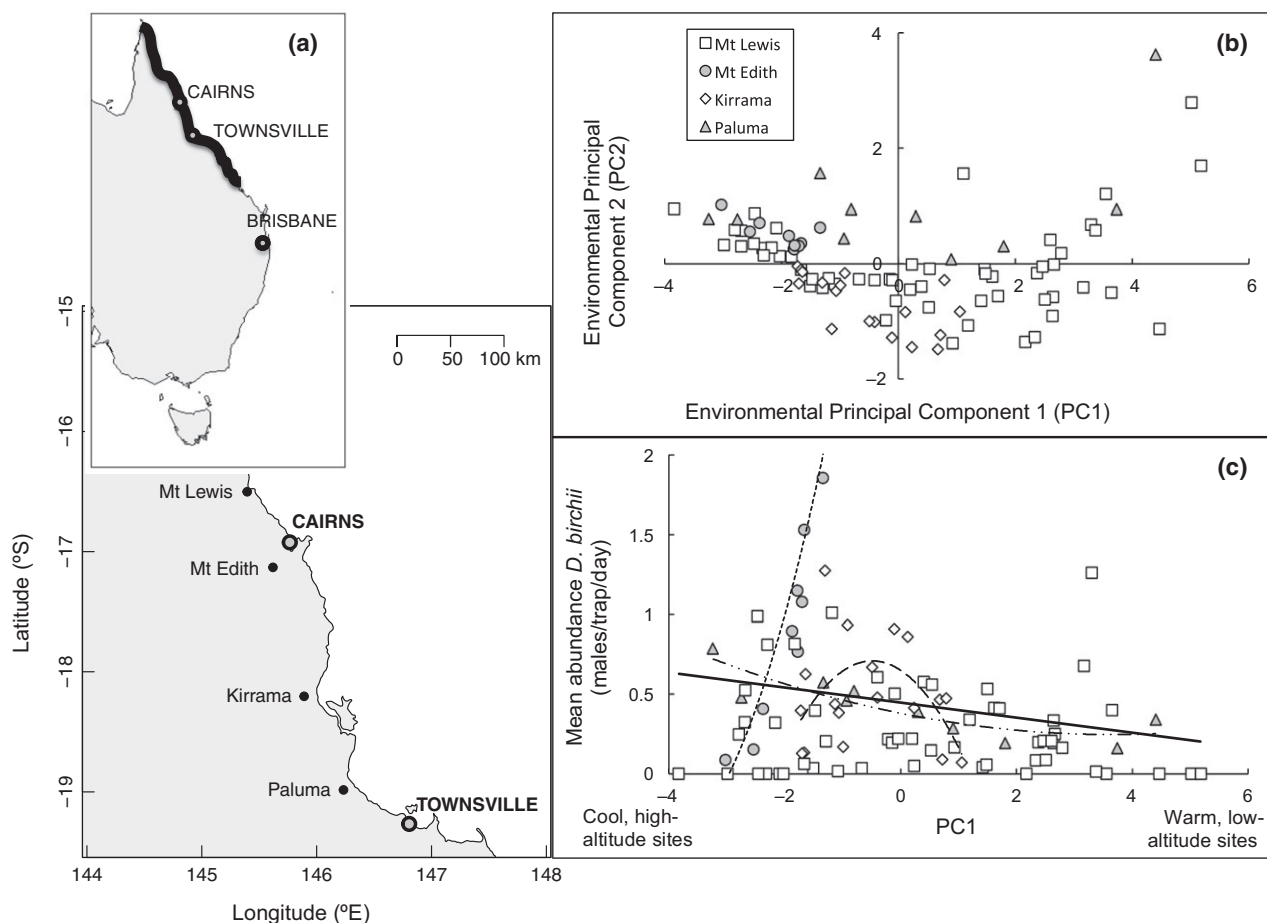 (a)
CAIRNS
TOWNSVILLE
BRISBANE
0 50 100 km
–15
–16
–17
–18
–19
Latitude (ºS)
Mt Lewis
CAIRNS
Mt Edith
Kirrama
Paluma
TOWNSVILLE
144 145 146 147 148
Longitude (ºE)
(b)
Mt Lewis
Mt Edith
Kirrama
Paluma
4
2
0
–2
–4 –2 0 2 4 6
Environmental Principal
Component 2 (PC2)
Environmental Principal Component 1 (PC1)
(c)
2
1.5
1
0.5
0
Mean abundance D. birchii
(males/trap/day)
–4 –2 0 2 4 6
Cool, high-
altitude sites
PC1
Warm, low-
altitude sites